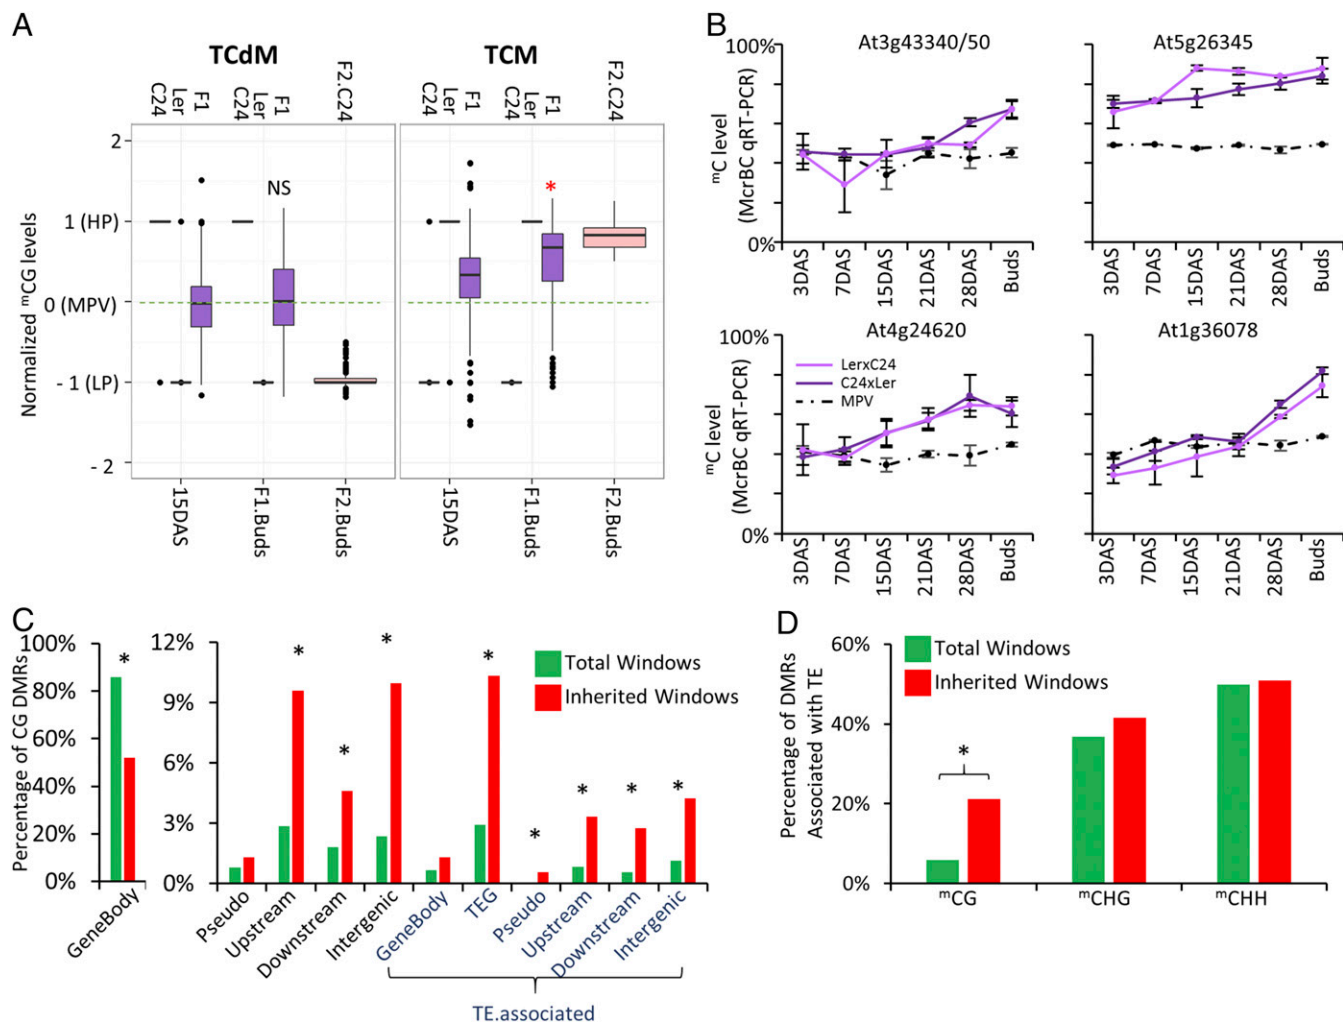 A
TCdM
TCM
C24
Ler
F1
C24
Ler
F1
F2.C24
C24
Ler
F1
C24
Ler
F1
F2.C24
Normalized mCG levels
2
1 (HP)
0 (MPV)
- 1 (LP)
- 2
NS
*
15DAS
F1.Buds
F2.Buds
15DAS
F1.Buds
F2.Buds
B
mC level
(McrBC qRT-PCR)
100%
0%
At3g43340/50
3DAS
7DAS
15DAS
21DAS
28DAS
Buds
At5g26345
3DAS
7DAS
15DAS
21DAS
28DAS
Buds
mC level
(McrBC qRT-PCR)
100%
0%
At4g24620
LerxC24
C24xLer
MPV
3DAS
7DAS
15DAS
21DAS
28DAS
Buds
At1g36078
3DAS
7DAS
15DAS
21DAS
28DAS
Buds
C
Percentage of CG DMRs
100%
80%
60%
40%
20%
0%
*
GeneBody
12%
9%
6%
3%
0%
* * * * * * * *
Total Windows
Inherited Windows
Pseudo
Upstream
Downstream
Intergenic
GeneBody
TEG
Pseudo
Upstream
Downstream
Intergenic
TE.associated
D
Percentage of DMRs
Associated with TE
60%
40%
20%
0%
Total Windows
Inherited Windows
*
mCG
mCHG
mCHH